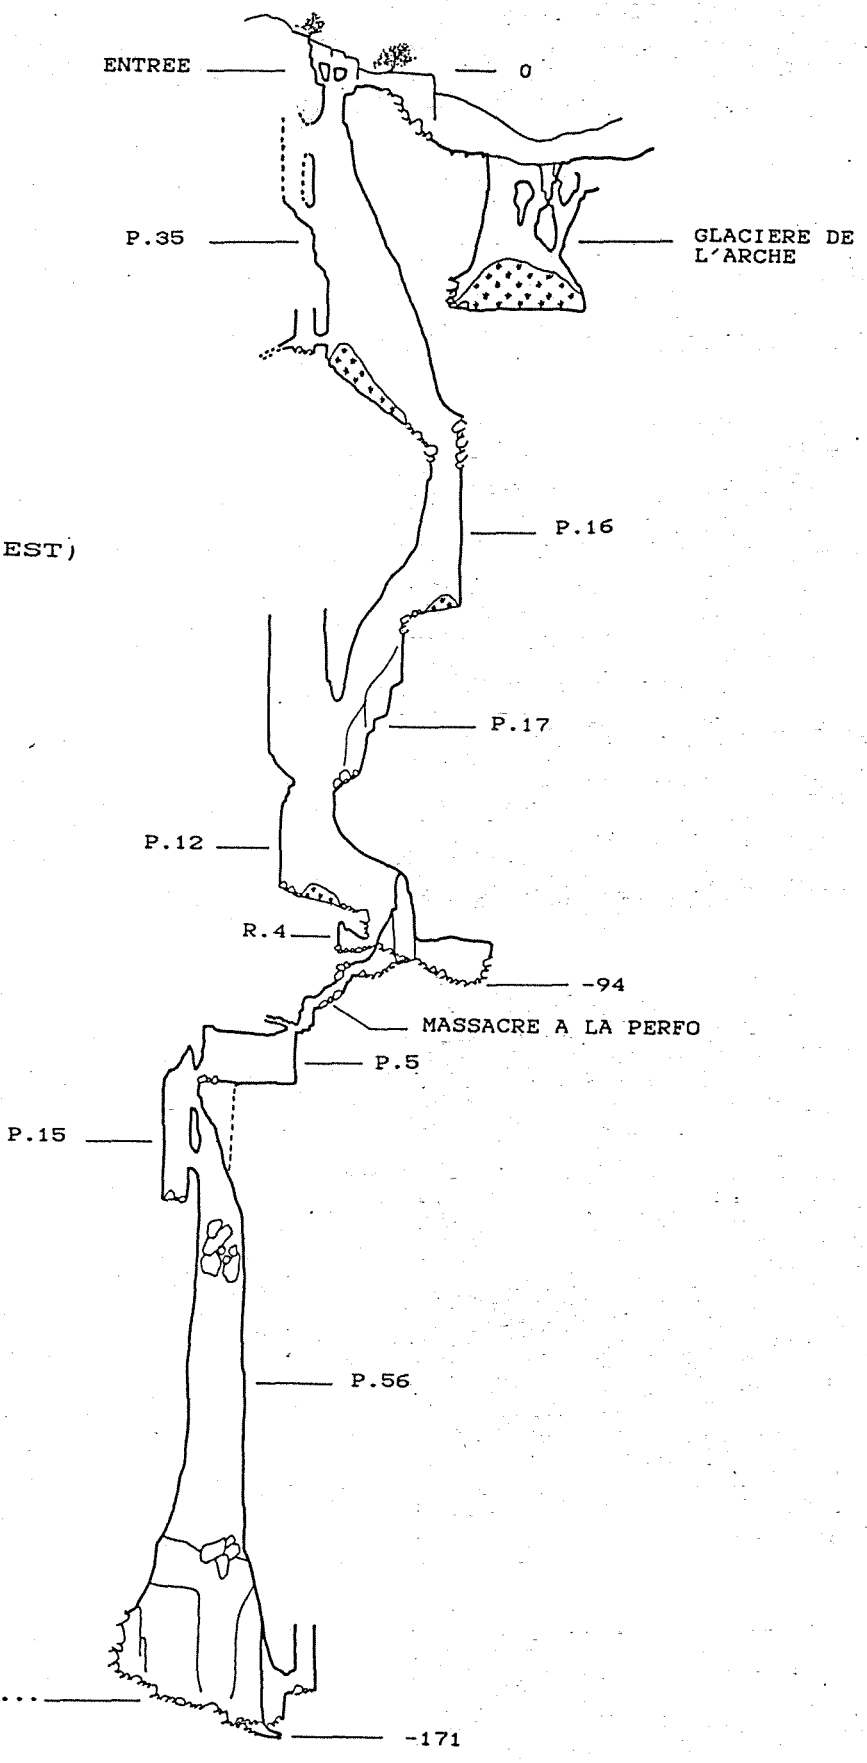 ENTREE
0
P.35
GLACIERE DE
L'ARCHE
P.16
EST)
P.17
P.12
R.4
-94
MASSACRE A LA PERFO
P.5
P.15
P.56
...
-171